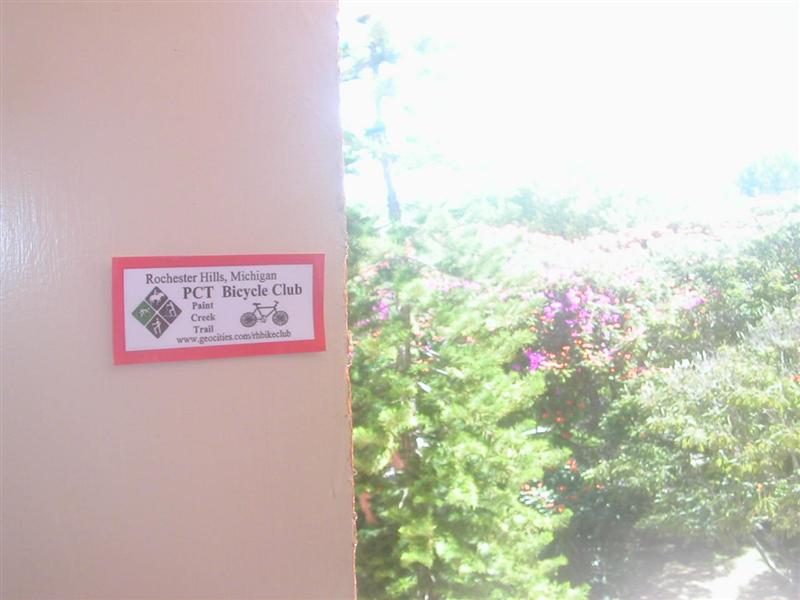 Rochester Hills, Michigan
PCT Bicycle Club
Paint
Creek
Trail
www.geocities.com/rhbikeclub